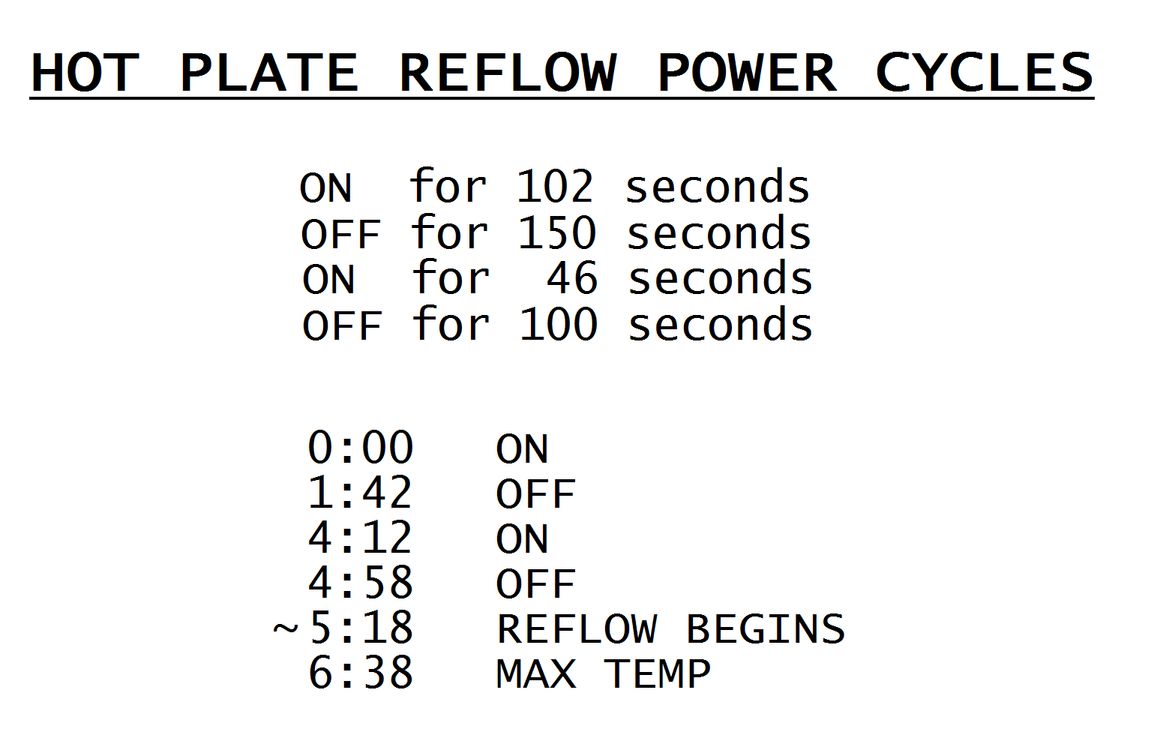 HOT PLATE REFLOW POWER CYCLES
ON for 102 seconds
OFF for 150 seconds
ON for 46 seconds
OFF for 100 seconds
0:00 ON
1:42 OFF
4:12 ON
4:58 OFF
~5:18 REFLOW BEGINS
6:38 MAX TEMP